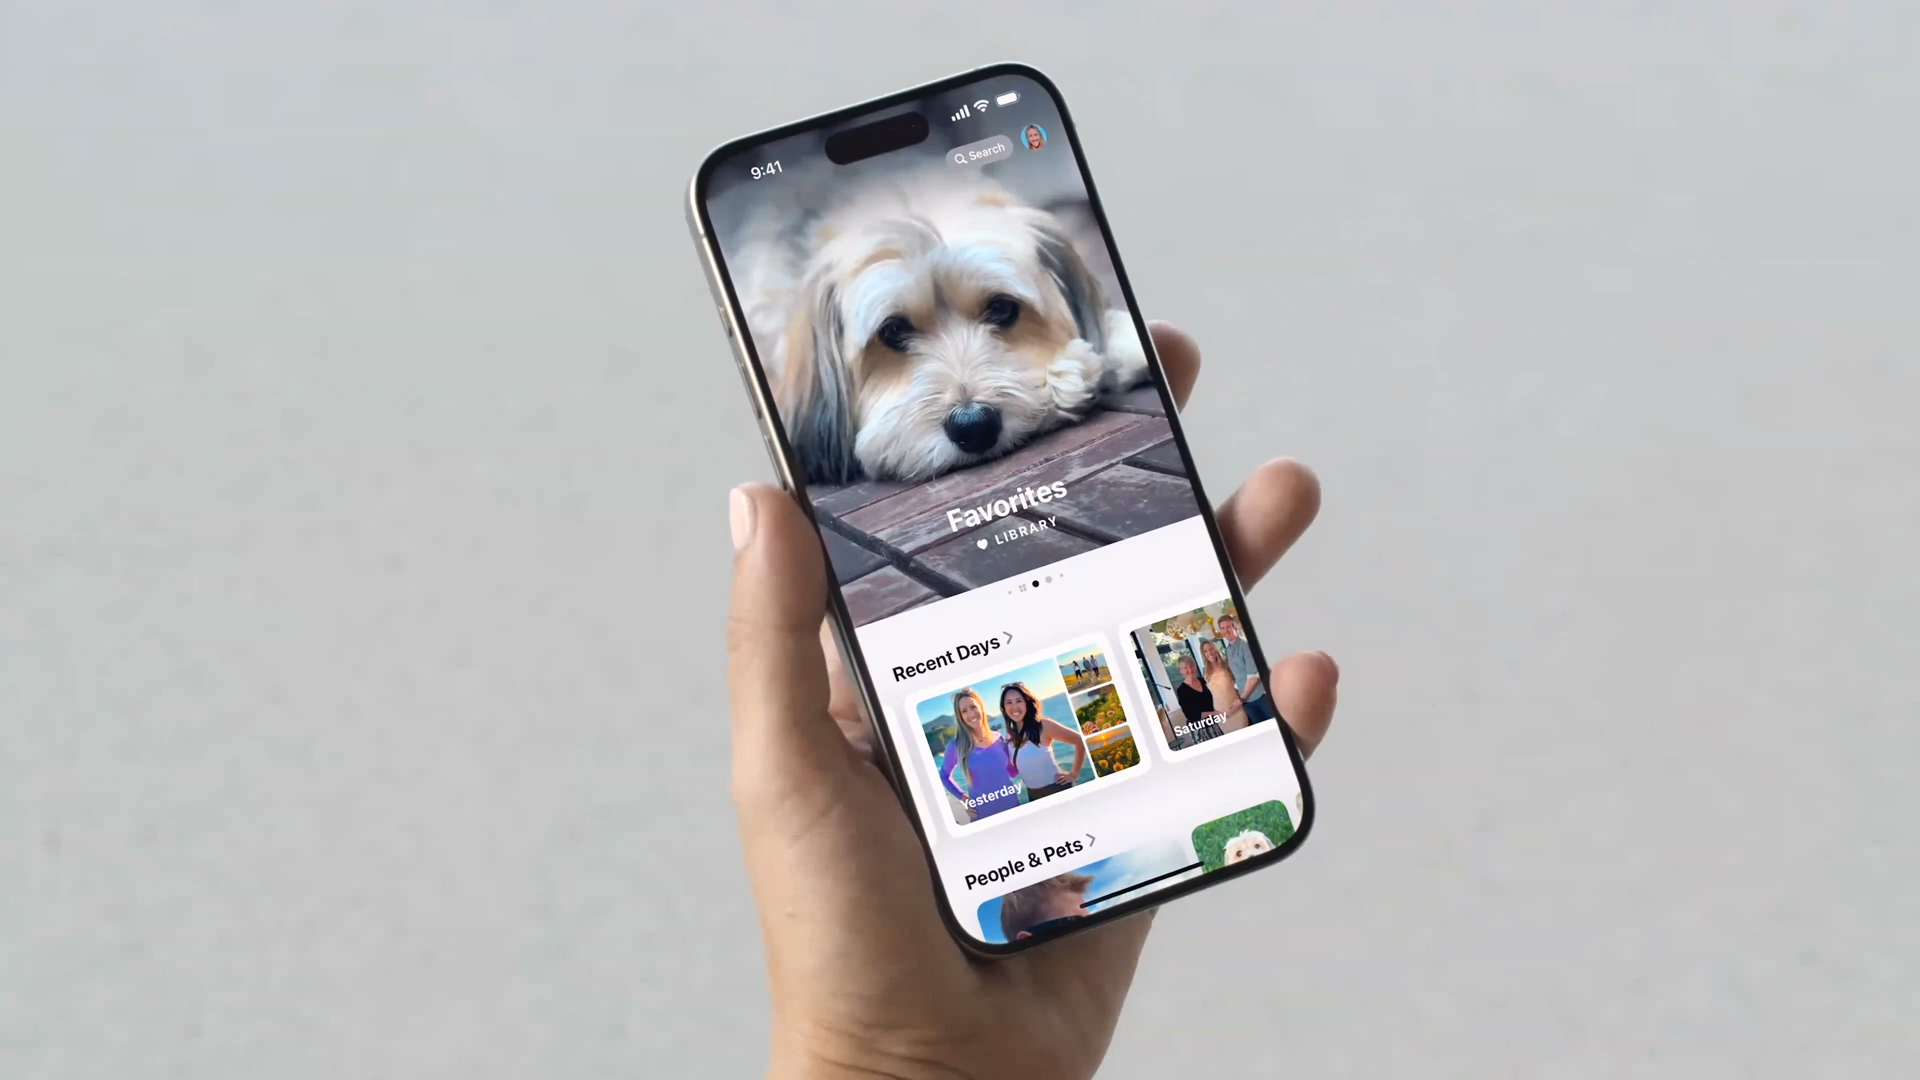 9:41
Search
Favorites
LIBRARY
Recent Days
Yesterday
Saturday
People & Pets